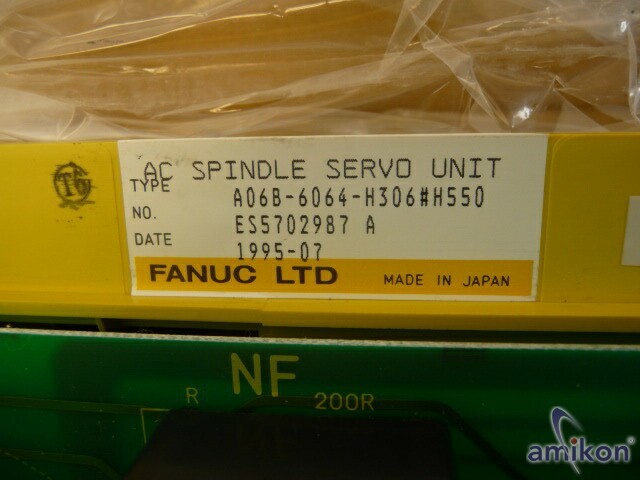 AC SPINDLE SERVO UNIT
TYPE A06B-6064-H306#H550
NO. ES5702987 A
DATE 1995-07
FANUC LTD MADE IN JAPAN
NF
R 200R
amikon